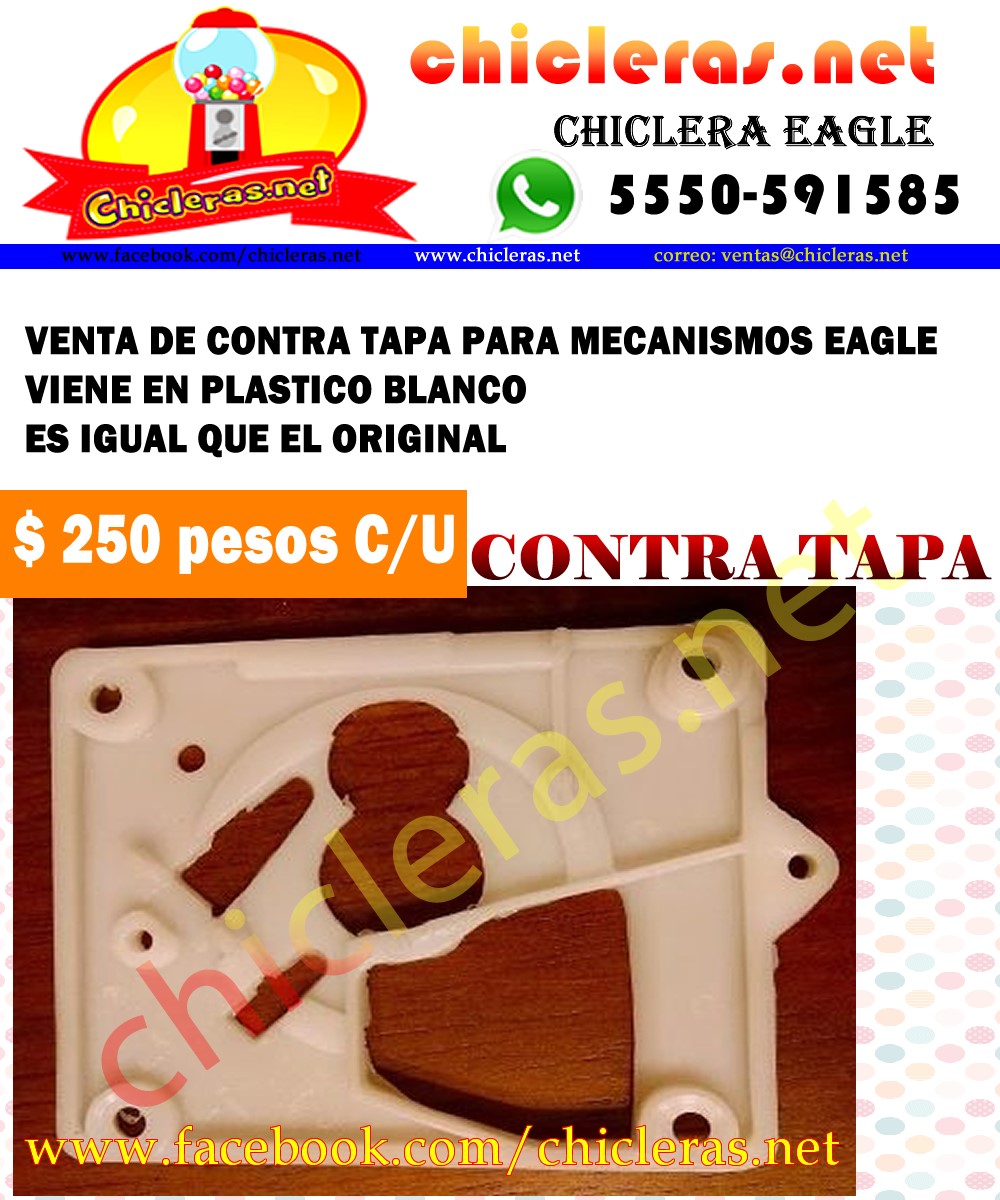 chicleras.net
CHICLERA EAGLE
Chicleras.net
5550-591585
www.facebook.com/chicleras.net www.chicleras.net correo: ventas@chicleras.net
VENTA DE CONTRA TAPA PARA MECANISMOS EAGLE
VIENE EN PLASTICO BLANCO
ES IGUAL QUE EL ORIGINAL
$ 250 pesos C/U
CONTRA TAPA
chicleras.net
www.facebook.com/chicleras.net